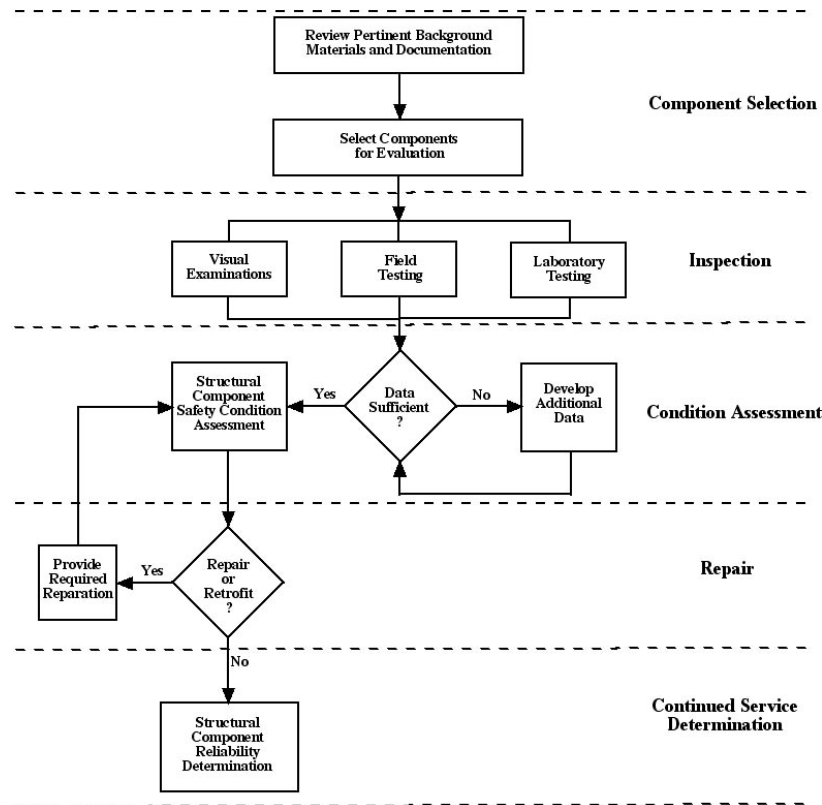 Review Pertinent Background
Materials and Documentation
Component Selection
Select Components
for Evaluation
Visual
Examinations
Field
Testing
Laboratory
Testing
Inspection
Structural
Component
Safety Condition
Assessment
Yes
Data
Sufficient
?
No
Develop
Additional
Data
Condition Assessment
Provide
Required
Reparation
Yes
Repair
or
Retrofit
?
Repair
No
Structural
Component
Reliability
Determination
Continued Service
Determination